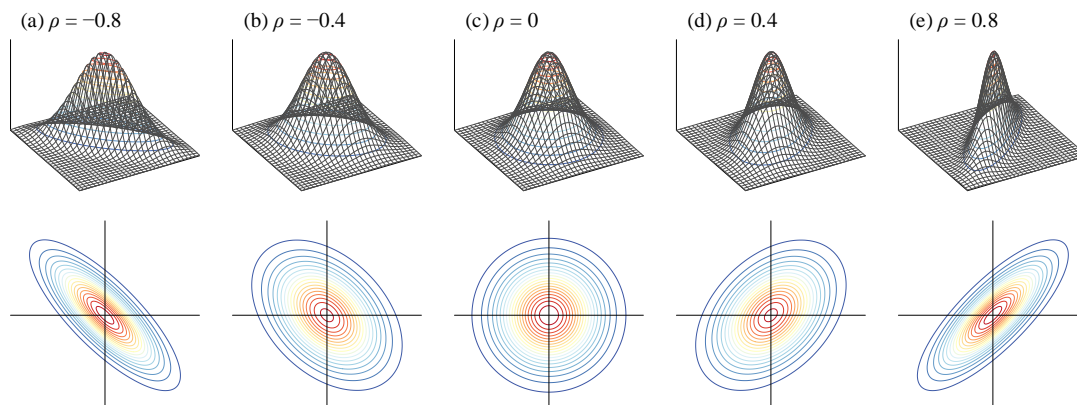 (a) ρ = −0.8
(b) ρ = −0.4
(c) ρ = 0
(d) ρ = 0.4
(e) ρ = 0.8